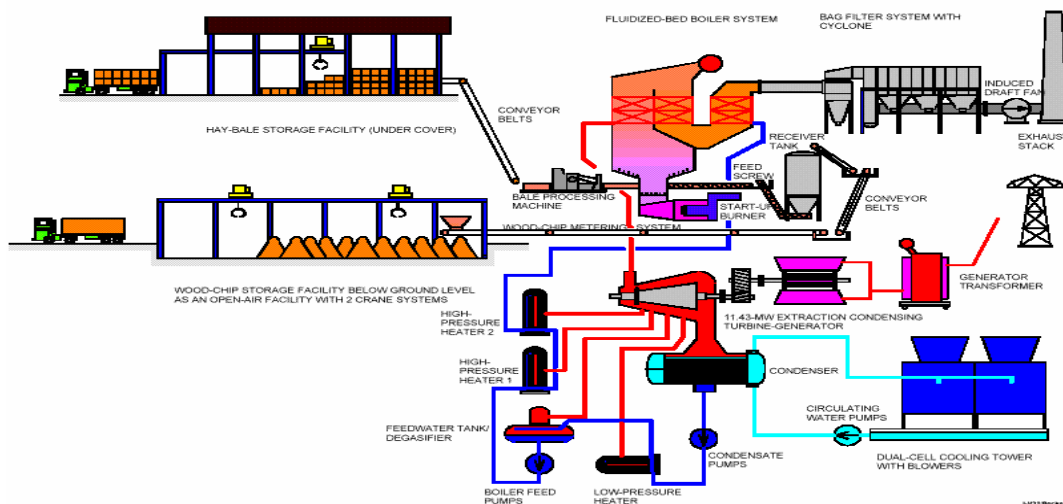 FLUIDIZED-BED BOILER SYSTEM
BAG FILTER SYSTEM WITH
CYCLONE
INDUCED
DRAFT FAN
EXHAUST
STACK
HAY-BALE STORAGE FACILITY (UNDER COVER)
CONVEYOR
BELTS
RECEIVER
TANK
FEED
SCREW
BALE PROCESSING
MACHINE
START-UP
BURNER
CONVEYOR
BELTS
WOOD-CHIP METERING SYSTEM
WOOD-CHIP STORAGE FACILITY BELOW GROUND LEVEL
AS AN OPEN-AIR FACILITY WITH 2 CRANE SYSTEMS
GENERATOR
TRANSFORMER
HIGH-
PRESSURE
HEATER 2
11.43-MW EXTRACTION CONDENSING
TURBINE-GENERATOR
HIGH-
PRESSURE
HEATER 1
CONDENSER
CIRCULATING
WATER PUMPS
FEEDWATER TANK/
DEGASIFIER
CONDENSATE
PUMPS
DUAL-CELL COOLING TOWER
WITH BLOWERS
BOILER FEED
PUMPS
LOW-PRESSURE
HEATER